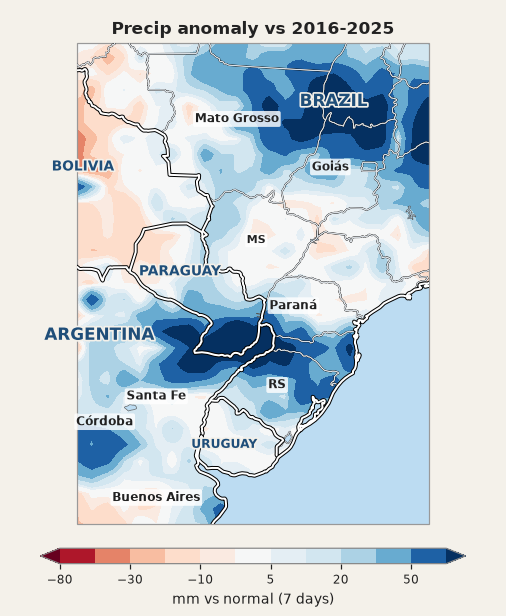 Precip anomaly vs 2016-2025
BRAZIL
Mato Grosso
BOLIVIA
Goiás
MS
PARAGUAY
Paraná
ARGENTINA
RS
Santa Fe
Córdoba
URUGUAY
Buenos Aires
−80 −30 −10 5 20 50
mm vs normal (7 days)